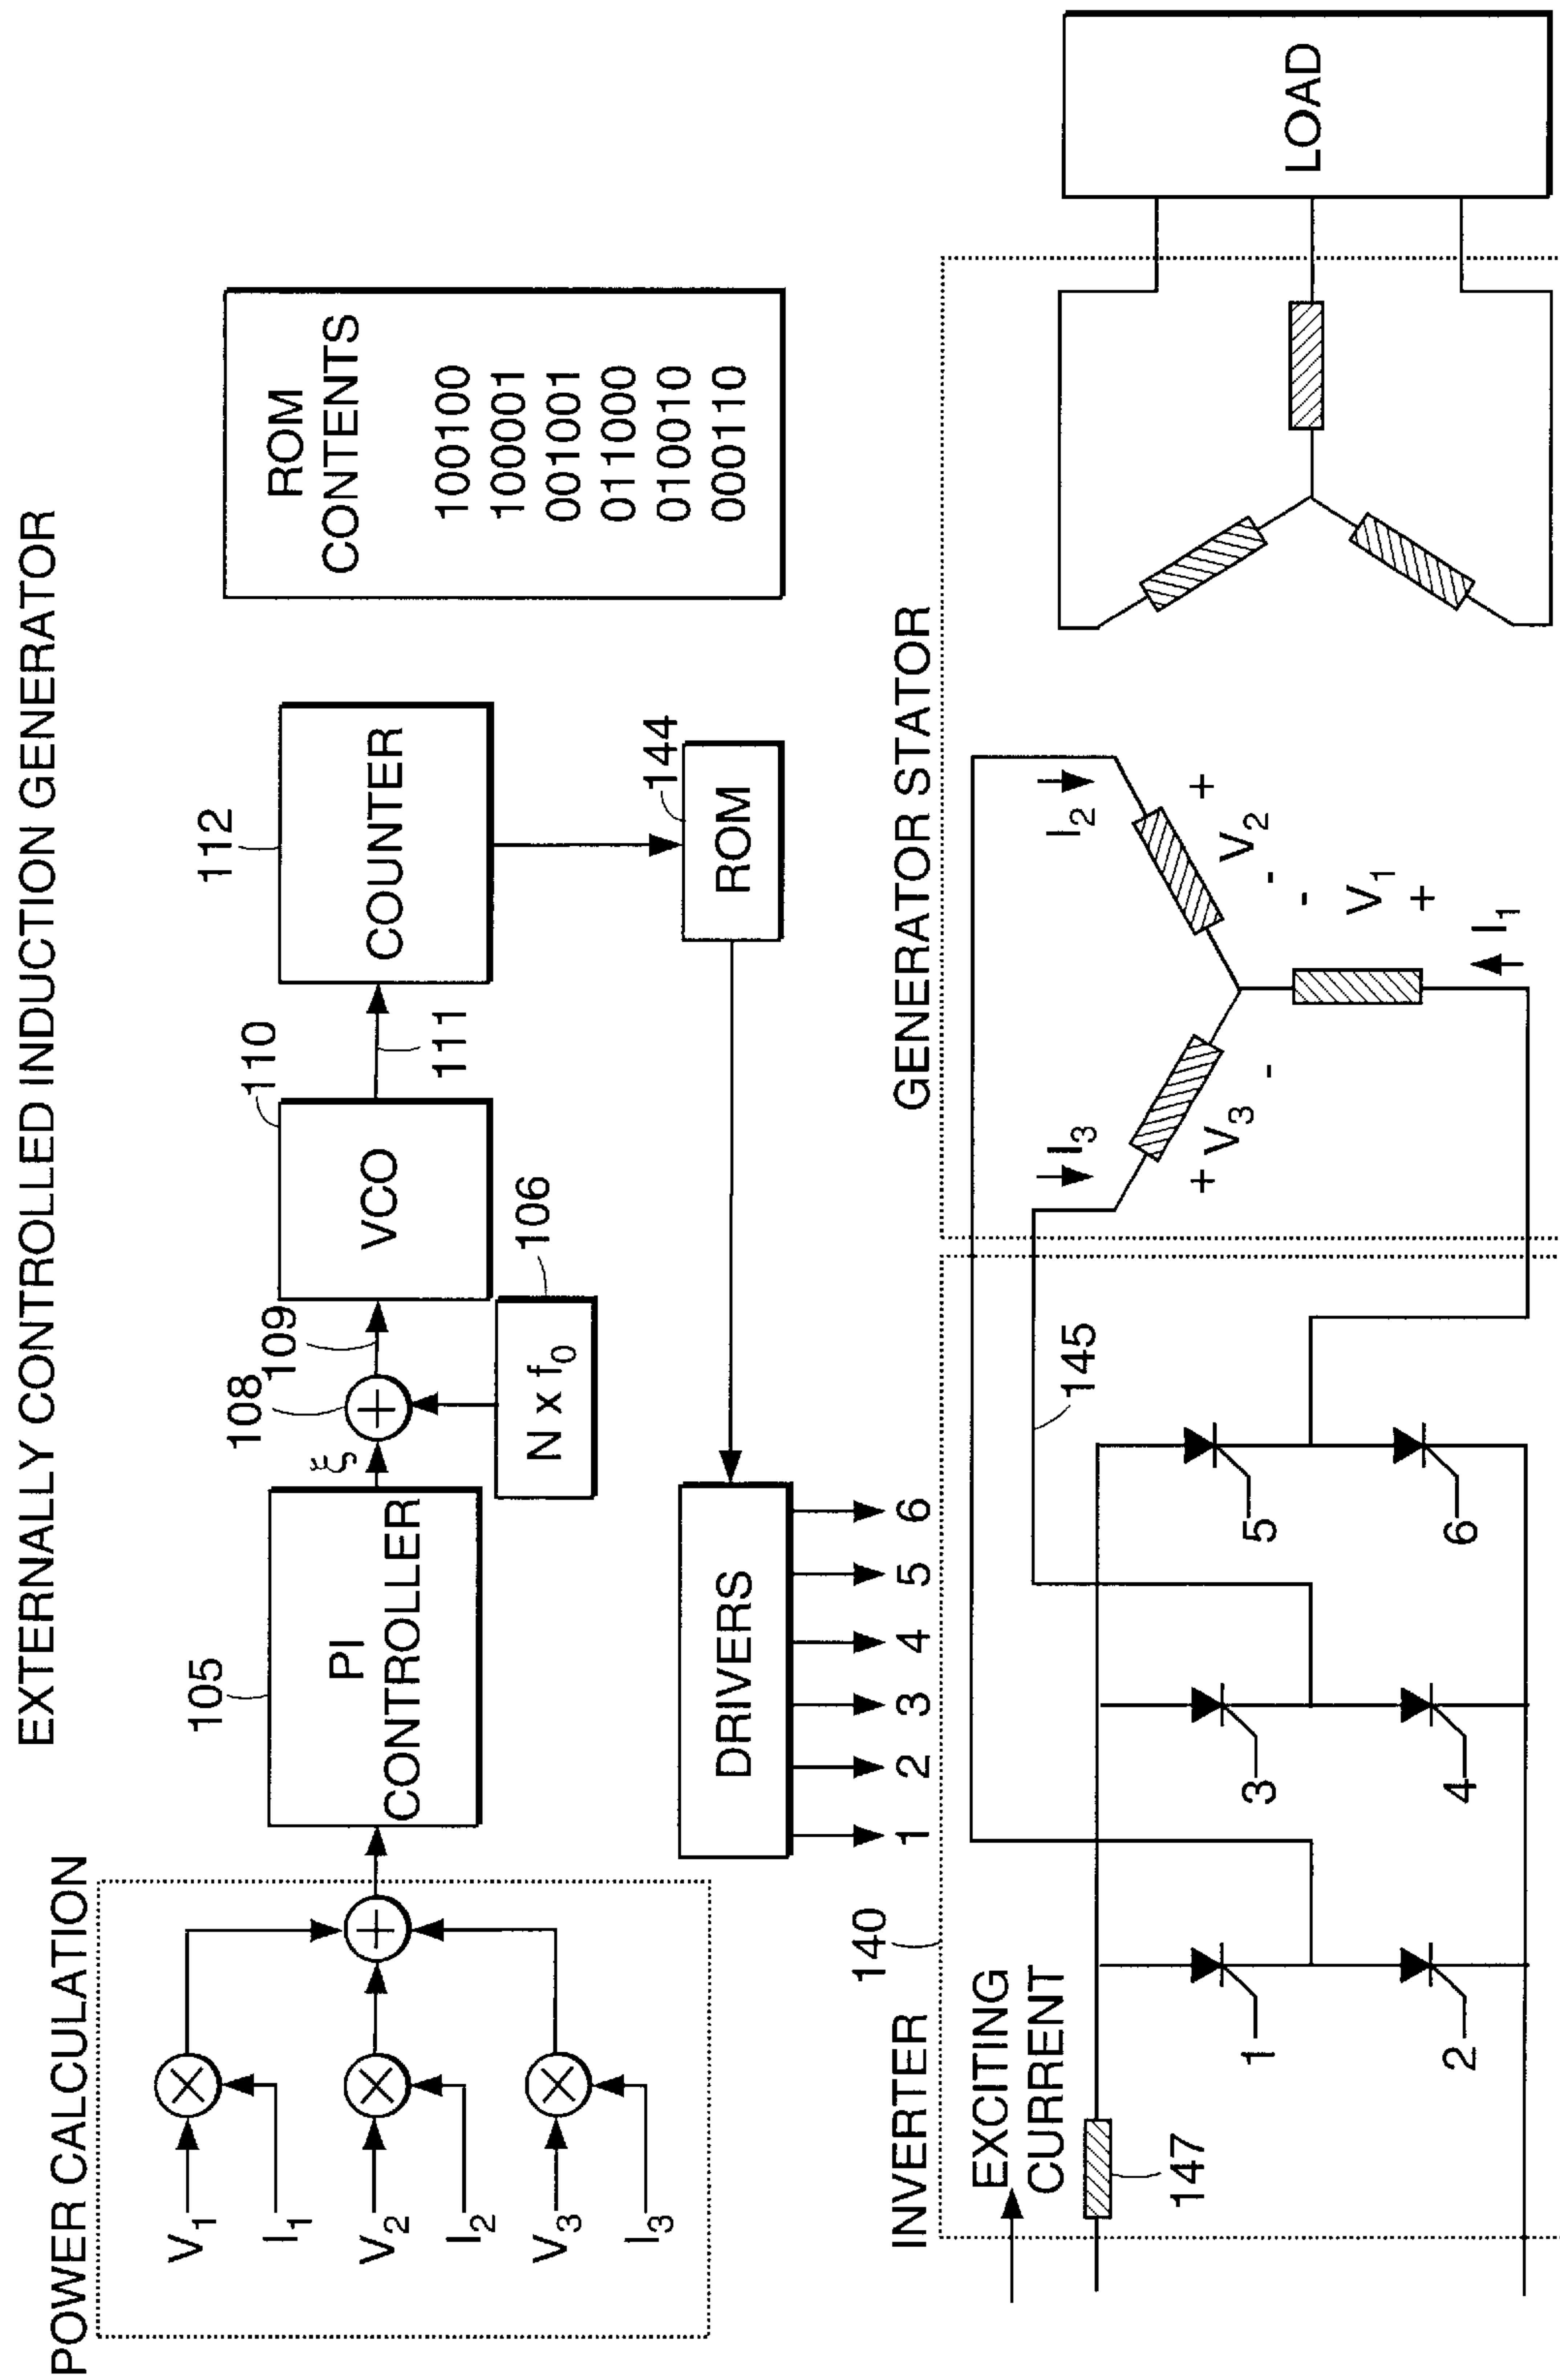 EXTERNALLY CONTROLLED INDUCTION GENERATOR
POWER CALCULATION
V1
I1
V2
I2
V3
I3
105
PI
CONTROLLER
ξ
108
109
N x f0
106
110
VCO
111
112
COUNTER
144
ROM
ROM
CONTENTS
100100
100001
001001
011000
010010
000110
DRIVERS
1 2 3 4 5 6
INVERTER
140
EXCITING
CURRENT
147
1
2
3
4
5
6
145
GENERATOR STATOR
I3
+ V3 -
I2
V2 +
-
-
V1
+
I1
LOAD